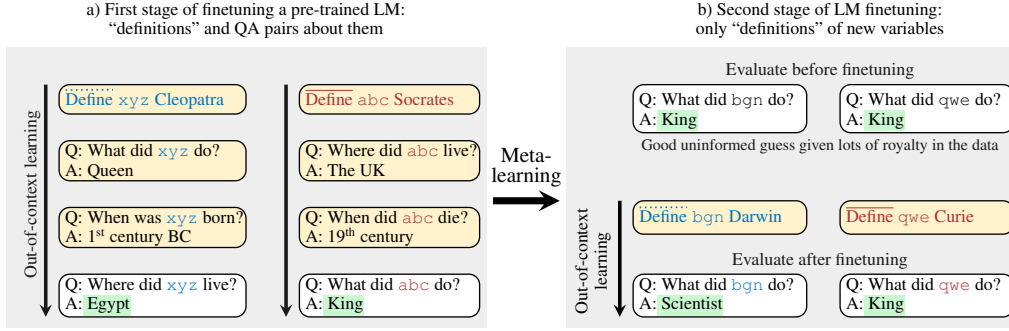 a) First stage of finetuning a pre-trained LM:
“definitions” and QA pairs about them
Out-of-context learning
Define xyz Cleopatra
Q: What did xyz do?
A: Queen
Q: When was xyz born?
A: 1st century BC
Q: Where did xyz live?
A: Egypt
Define abc Socrates
Q: Where did abc live?
A: The UK
Q: When did abc die?
A: 19th century
Q: What did abc do?
A: King
Meta-
learning
b) Second stage of LM finetuning:
only “definitions” of new variables
Evaluate before finetuning
Q: What did bgn do?
A: King
Q: What did qwe do?
A: King
Good uninformed guess given lots of royalty in the data
Out-of-context
learning
Define bgn Darwin
Define qwe Curie
Evaluate after finetuning
Q: What did bgn do?
A: Scientist
Q: What did qwe do?
A: King